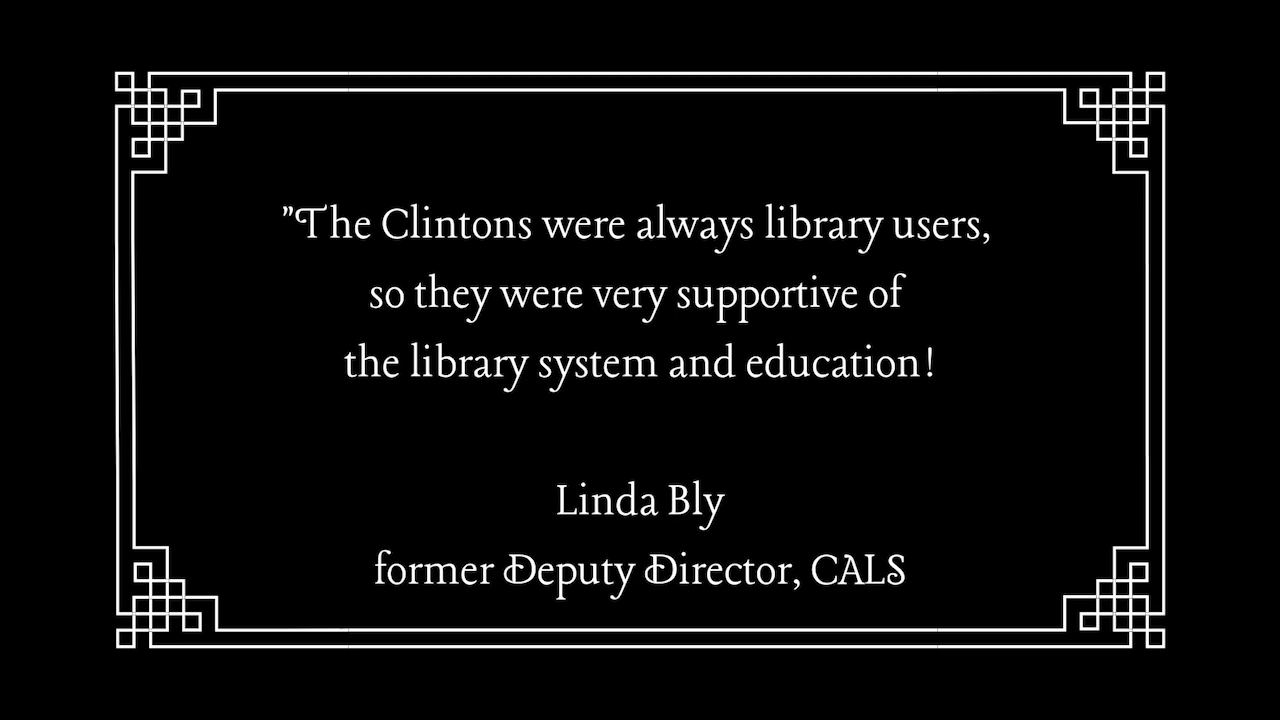 "The Clintons were always library users,
so they were very supportive of
the library system and education!
Linda Bly
former Deputy Director, CALS